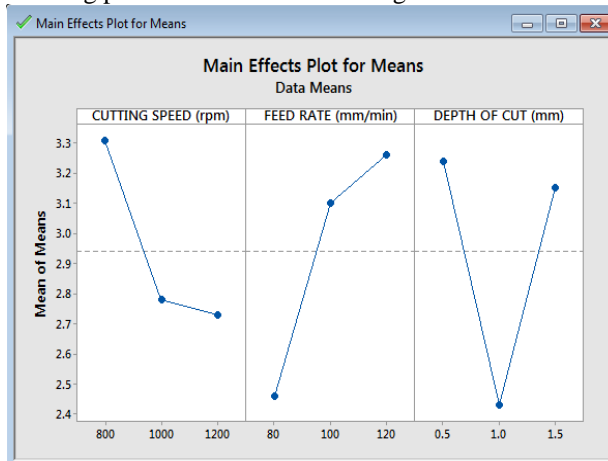 Main Effects Plot for Means
Main Effects Plot for Means
Data Means
CUTTING SPEED (rpm) FEED RATE (mm/min) DEPTH OF CUT (mm)
3.3
3.2
3.1
3.0
2.9
2.8
2.7
2.6
2.5
2.4
Mean of Means
800 1000 1200 80 100 120 0.5 1.0 1.5